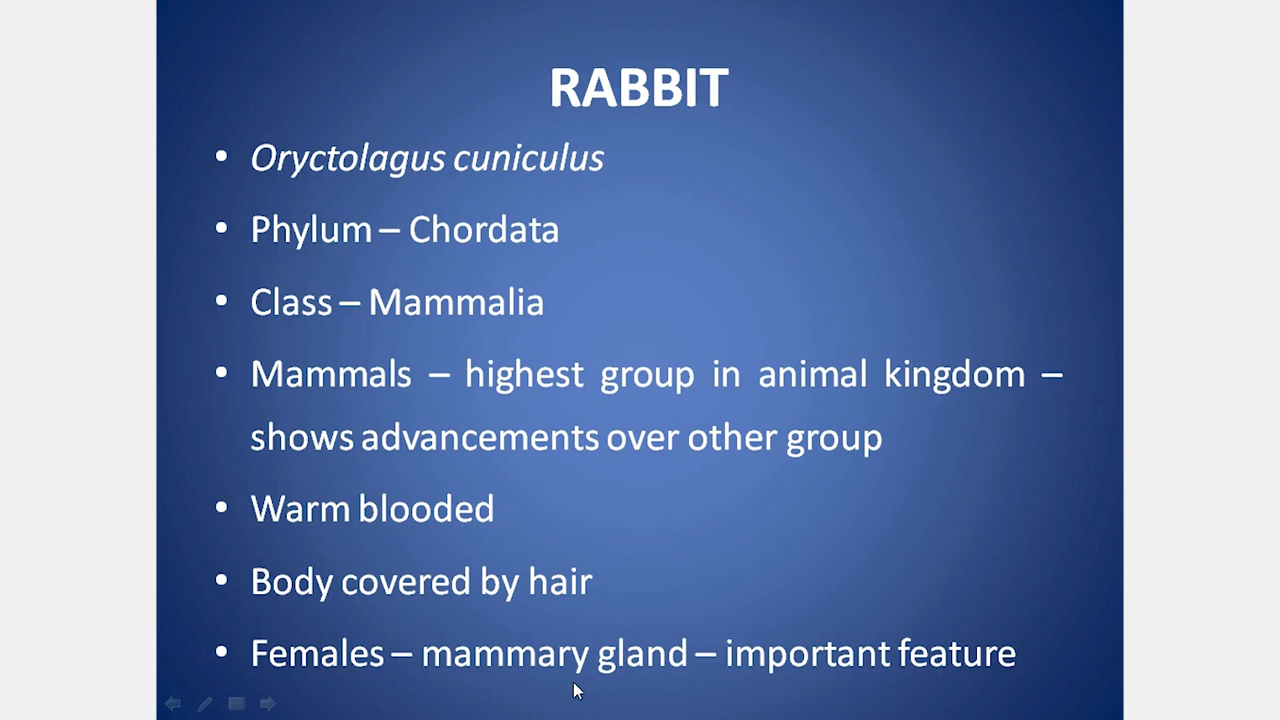 RABBIT
• Oryctolagus cuniculus
• Phylum – Chordata
• Class – Mammalia
• Mammals – highest group in animal kingdom –
shows advancements over other group
• Warm blooded
• Body covered by hair
• Females – mammary gland – important feature